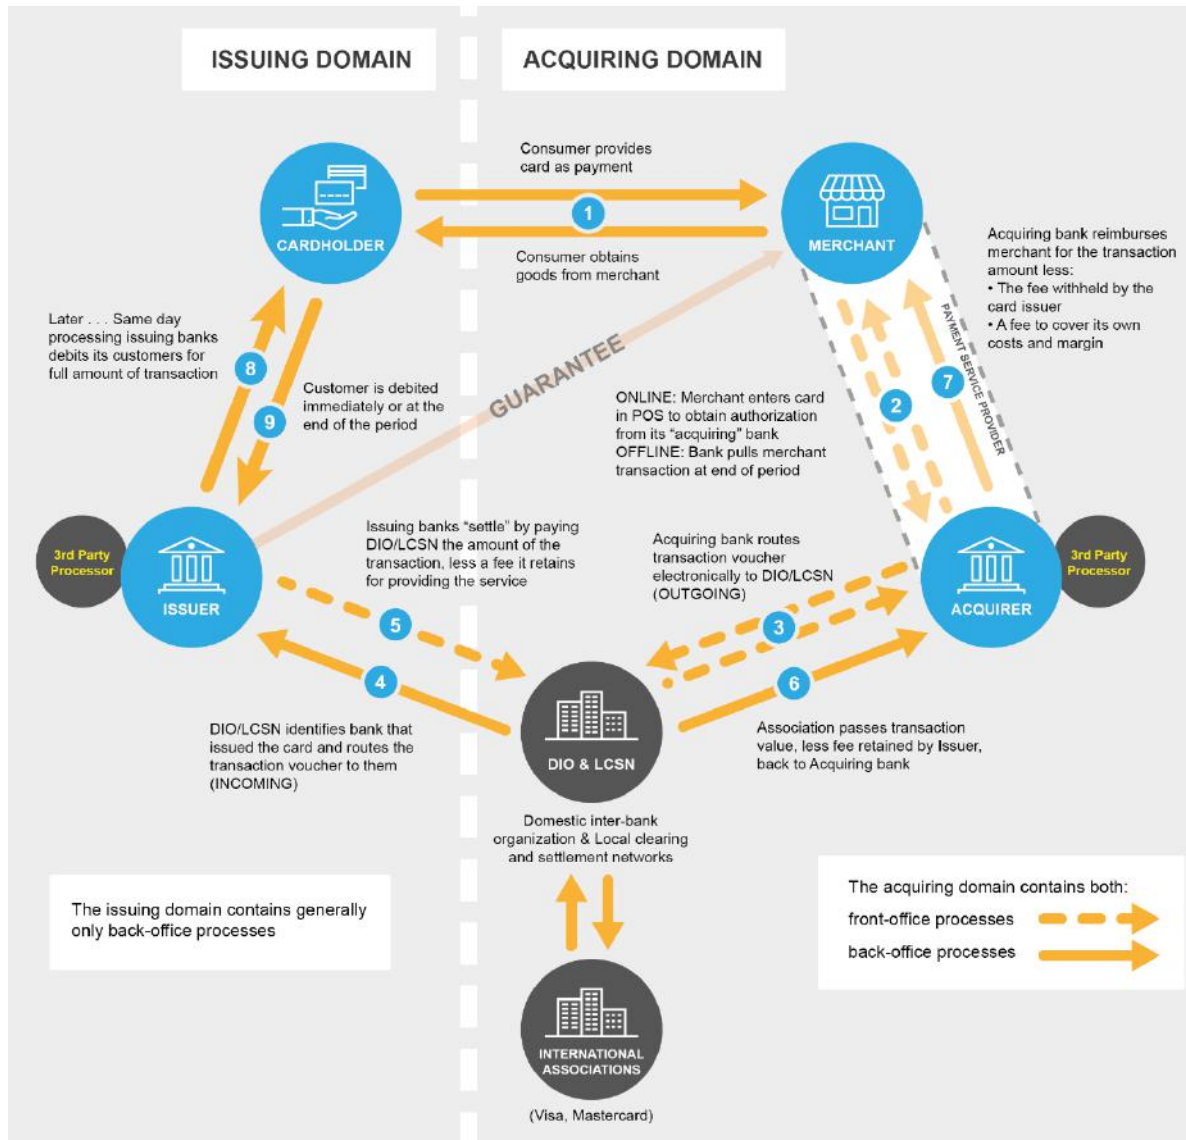 ISSUING DOMAIN
ACQUIRING DOMAIN
Consumer provides
card as payment
1
Consumer obtains
goods from merchant
CARDHOLDER
MERCHANT
Acquiring bank reimburses
merchant for the transaction
amount less:
• The fee withheld by the
card issuer
• A fee to cover its own
costs and margin
PAYMENT SERVICE PROVIDER
Later . . . Same day
processing issuing banks
debits its customers for
full amount of transaction
8
9
Customer is debited
immediately or at the
end of the period
GUARANTEE
ONLINE: Merchant enters card
in POS to obtain authorization
from its “acquiring” bank
OFFLINE: Bank pulls merchant
transaction at end of period
2
7
3rd Party
Processor
ISSUER
Issuing banks “settle” by paying
DIO/LCSN the amount of the
transaction, less a fee it retains
for providing the service
Acquiring bank routes
transaction voucher
electronically to DIO/LCSN
(OUTGOING)
ACQUIRER
3rd Party
Processor
5
3
4
6
DIO/LCSN identifies bank that
issued the card and routes the
transaction voucher to them
(INCOMING)
DIO & LCSN
Association passes transaction
value, less fee retained by Issuer,
back to Acquiring bank
Domestic inter-bank
organization & Local clearing
and settlement networks
The issuing domain contains generally
only back-office processes
The acquiring domain contains both:
front-office processes
back-office processes
INTERNATIONAL
ASSOCIATIONS
(Visa, Mastercard)